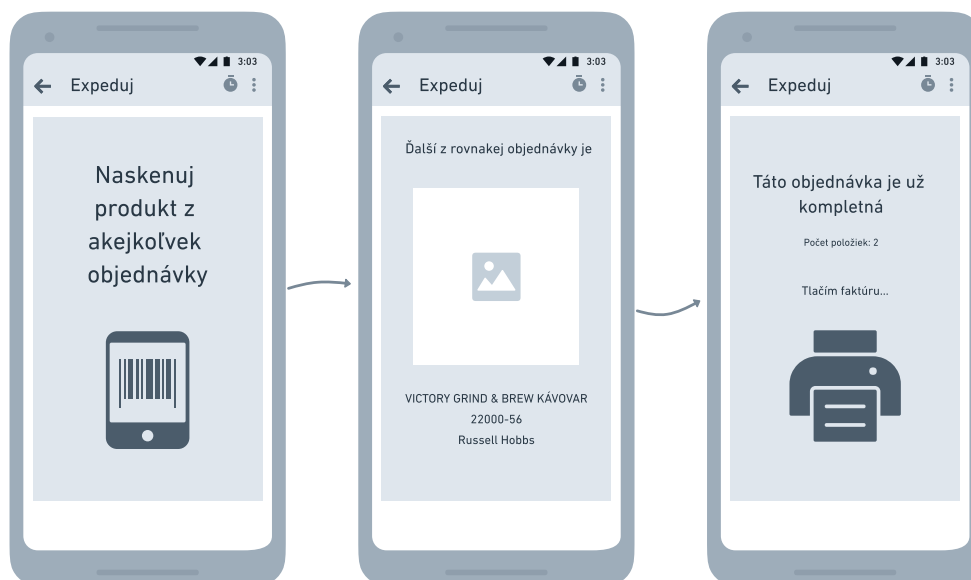 3:03
Expeduj
Naskenuj
produkt z
akejkoľvek
objednávky
3:03
Expeduj
Ďalší z rovnakej objednávky je
VICTORY GRIND & BREW KÁVOVAR
22000-56
Russell Hobbs
3:03
Expeduj
Táto objednávka je už
kompletná
Počet položiek: 2
Tlačím faktúru...